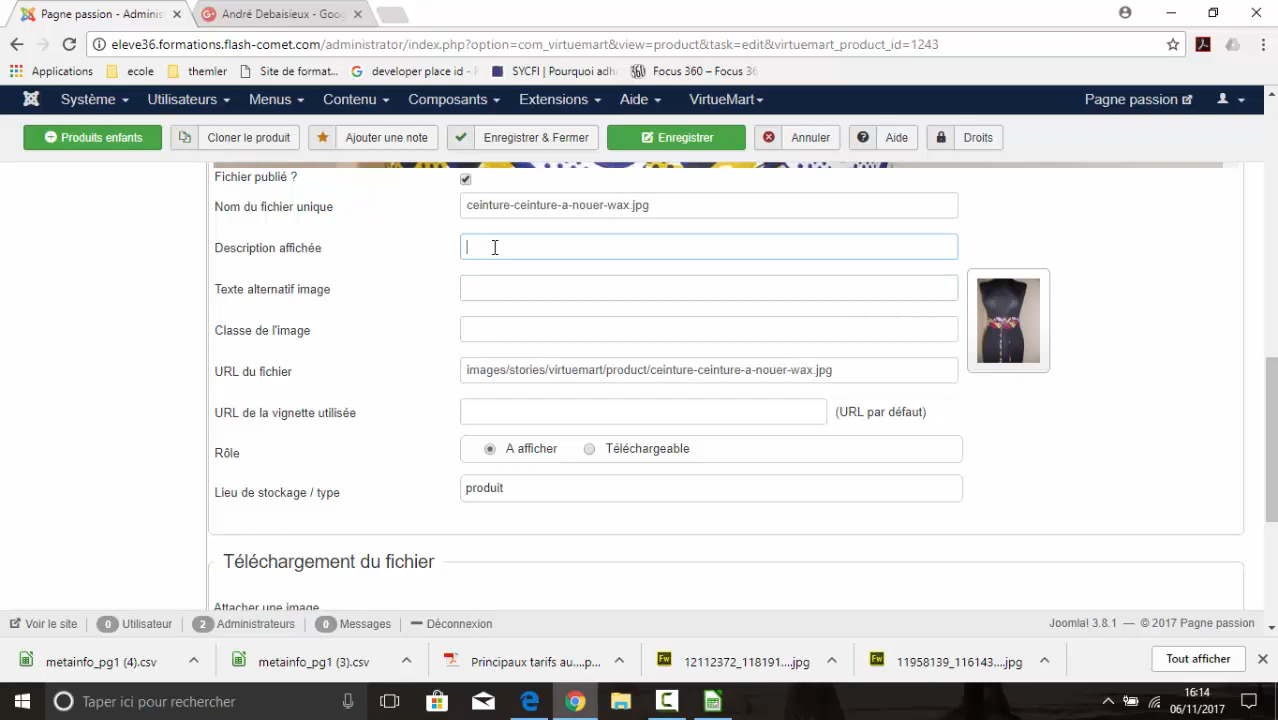 Pagne passion - Adminis
André Debaisieux - Goog
eleve36.formations.flash-comet.com/administrator/index.php?option=com_virtuemart&view=product&task=edit&virtuemart_product_id=1243
Applications
ecole
themler
Site de format...
developer place id -
SYCFI | Pourquoi adh
Focus 360 – Focus 36
Système
Utilisateurs
Menus
Contenu
Composants
Extensions
Aide
VirtueMart
Pagne passion
Produits enfants
Cloner le produit
Ajouter une note
Enregistrer & Fermer
Enregistrer
Annuler
Aide
Droits
Fichier publié ?
Nom du fichier unique
ceinture-ceinture-a-nouer-wax.jpg
Description affichée
Texte alternatif image
Classe de l'image
URL du fichier
images/stories/virtuemart/product/ceinture-ceinture-a-nouer-wax.jpg
URL de la vignette utilisée
(URL par défaut)
Rôle
A afficher
Téléchargeable
Lieu de stockage / type
produit
Téléchargement du fichier
Attacher une image
Voir le site
0 Utilisateur
2 Administrateurs
0 Messages
Déconnexion
Joomla! 3.8.1 — © 2017 Pagne passion
metainfo_pg1 (4).csv
metainfo_pg1 (3).csv
Principaux tarifs au....p...
12112372_118191....jpg
11958139_116143....jpg
Tout afficher
Taper ici pour rechercher
16:14
06/11/2017